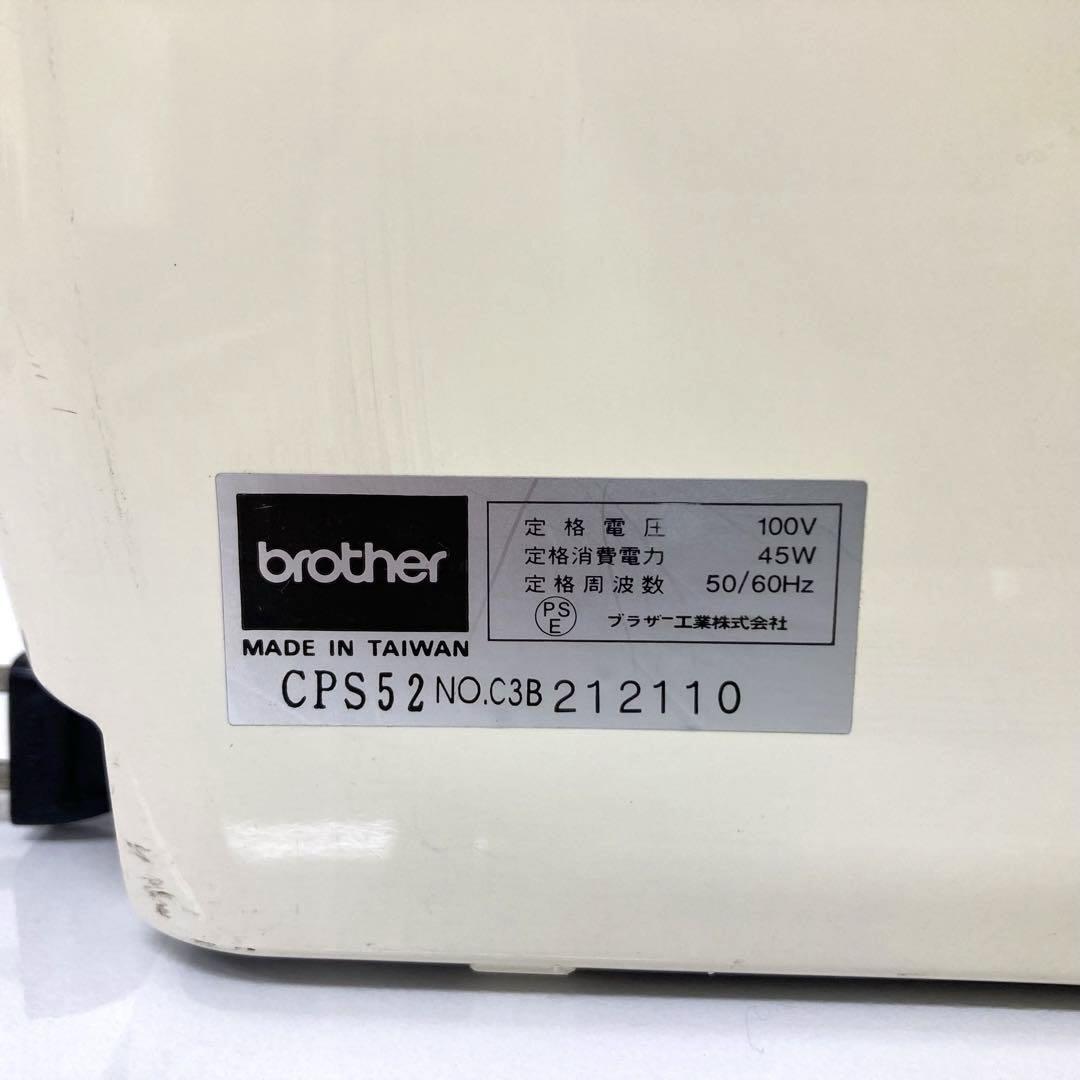 brother
MADE IN TAIWAN
定格電圧 100V
定格消費電力 45W
定格周波数 50/60Hz
PSE ブラザー工業株式会社
CPS52 NO.C3B 212110